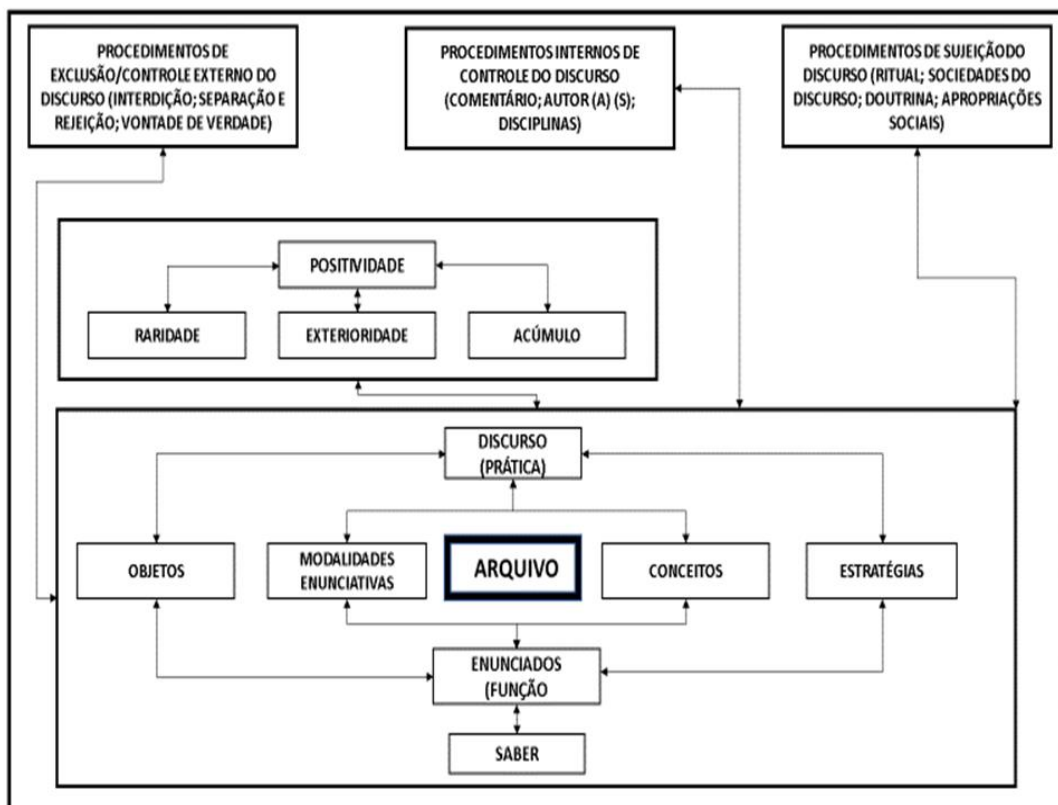 PROCEDIMENTOS DE
EXCLUSÃO/CONTROLE EXTERNO DO
DISCURSO (INTERDIÇÃO; SEPARAÇÃO E
REJEIÇÃO; VONTADE DE VERDADE)
PROCEDIMENTOS INTERNOS DE
CONTROLE DO DISCURSO
(COMENTÁRIO; AUTOR (A) (S);
DISCIPLINAS)
PROCEDIMENTOS DE SUJEIÇÃODO
DISCURSO (RITUAL; SOCIEDADES DO
DISCURSO; DOUTRINA; APROPRIAÇÕES
SOCIAIS)
POSITIVIDADE
RARIDADE
EXTERIORIDADE
ACÚMULO
DISCURSO
(PRÁTICA)
OBJETOS
MODALIDADES
ENUNCIATIVAS
ARQUIVO
CONCEITOS
ESTRATÉGIAS
ENUNCIADOS
(FUNÇÃO
SABER